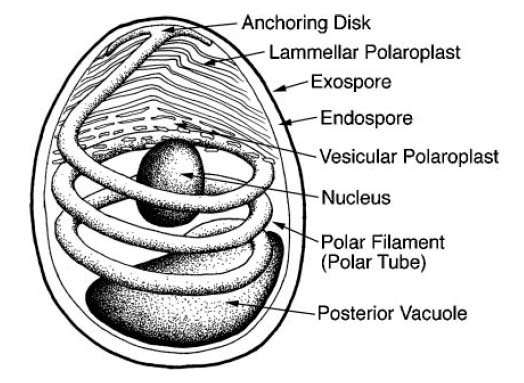 Anchoring Disk
Lammellar Polaroplast
Exospore
Endospore
Vesicular Polaroplast
Nucleus
Polar Filament
(Polar Tube)
Posterior Vacuole